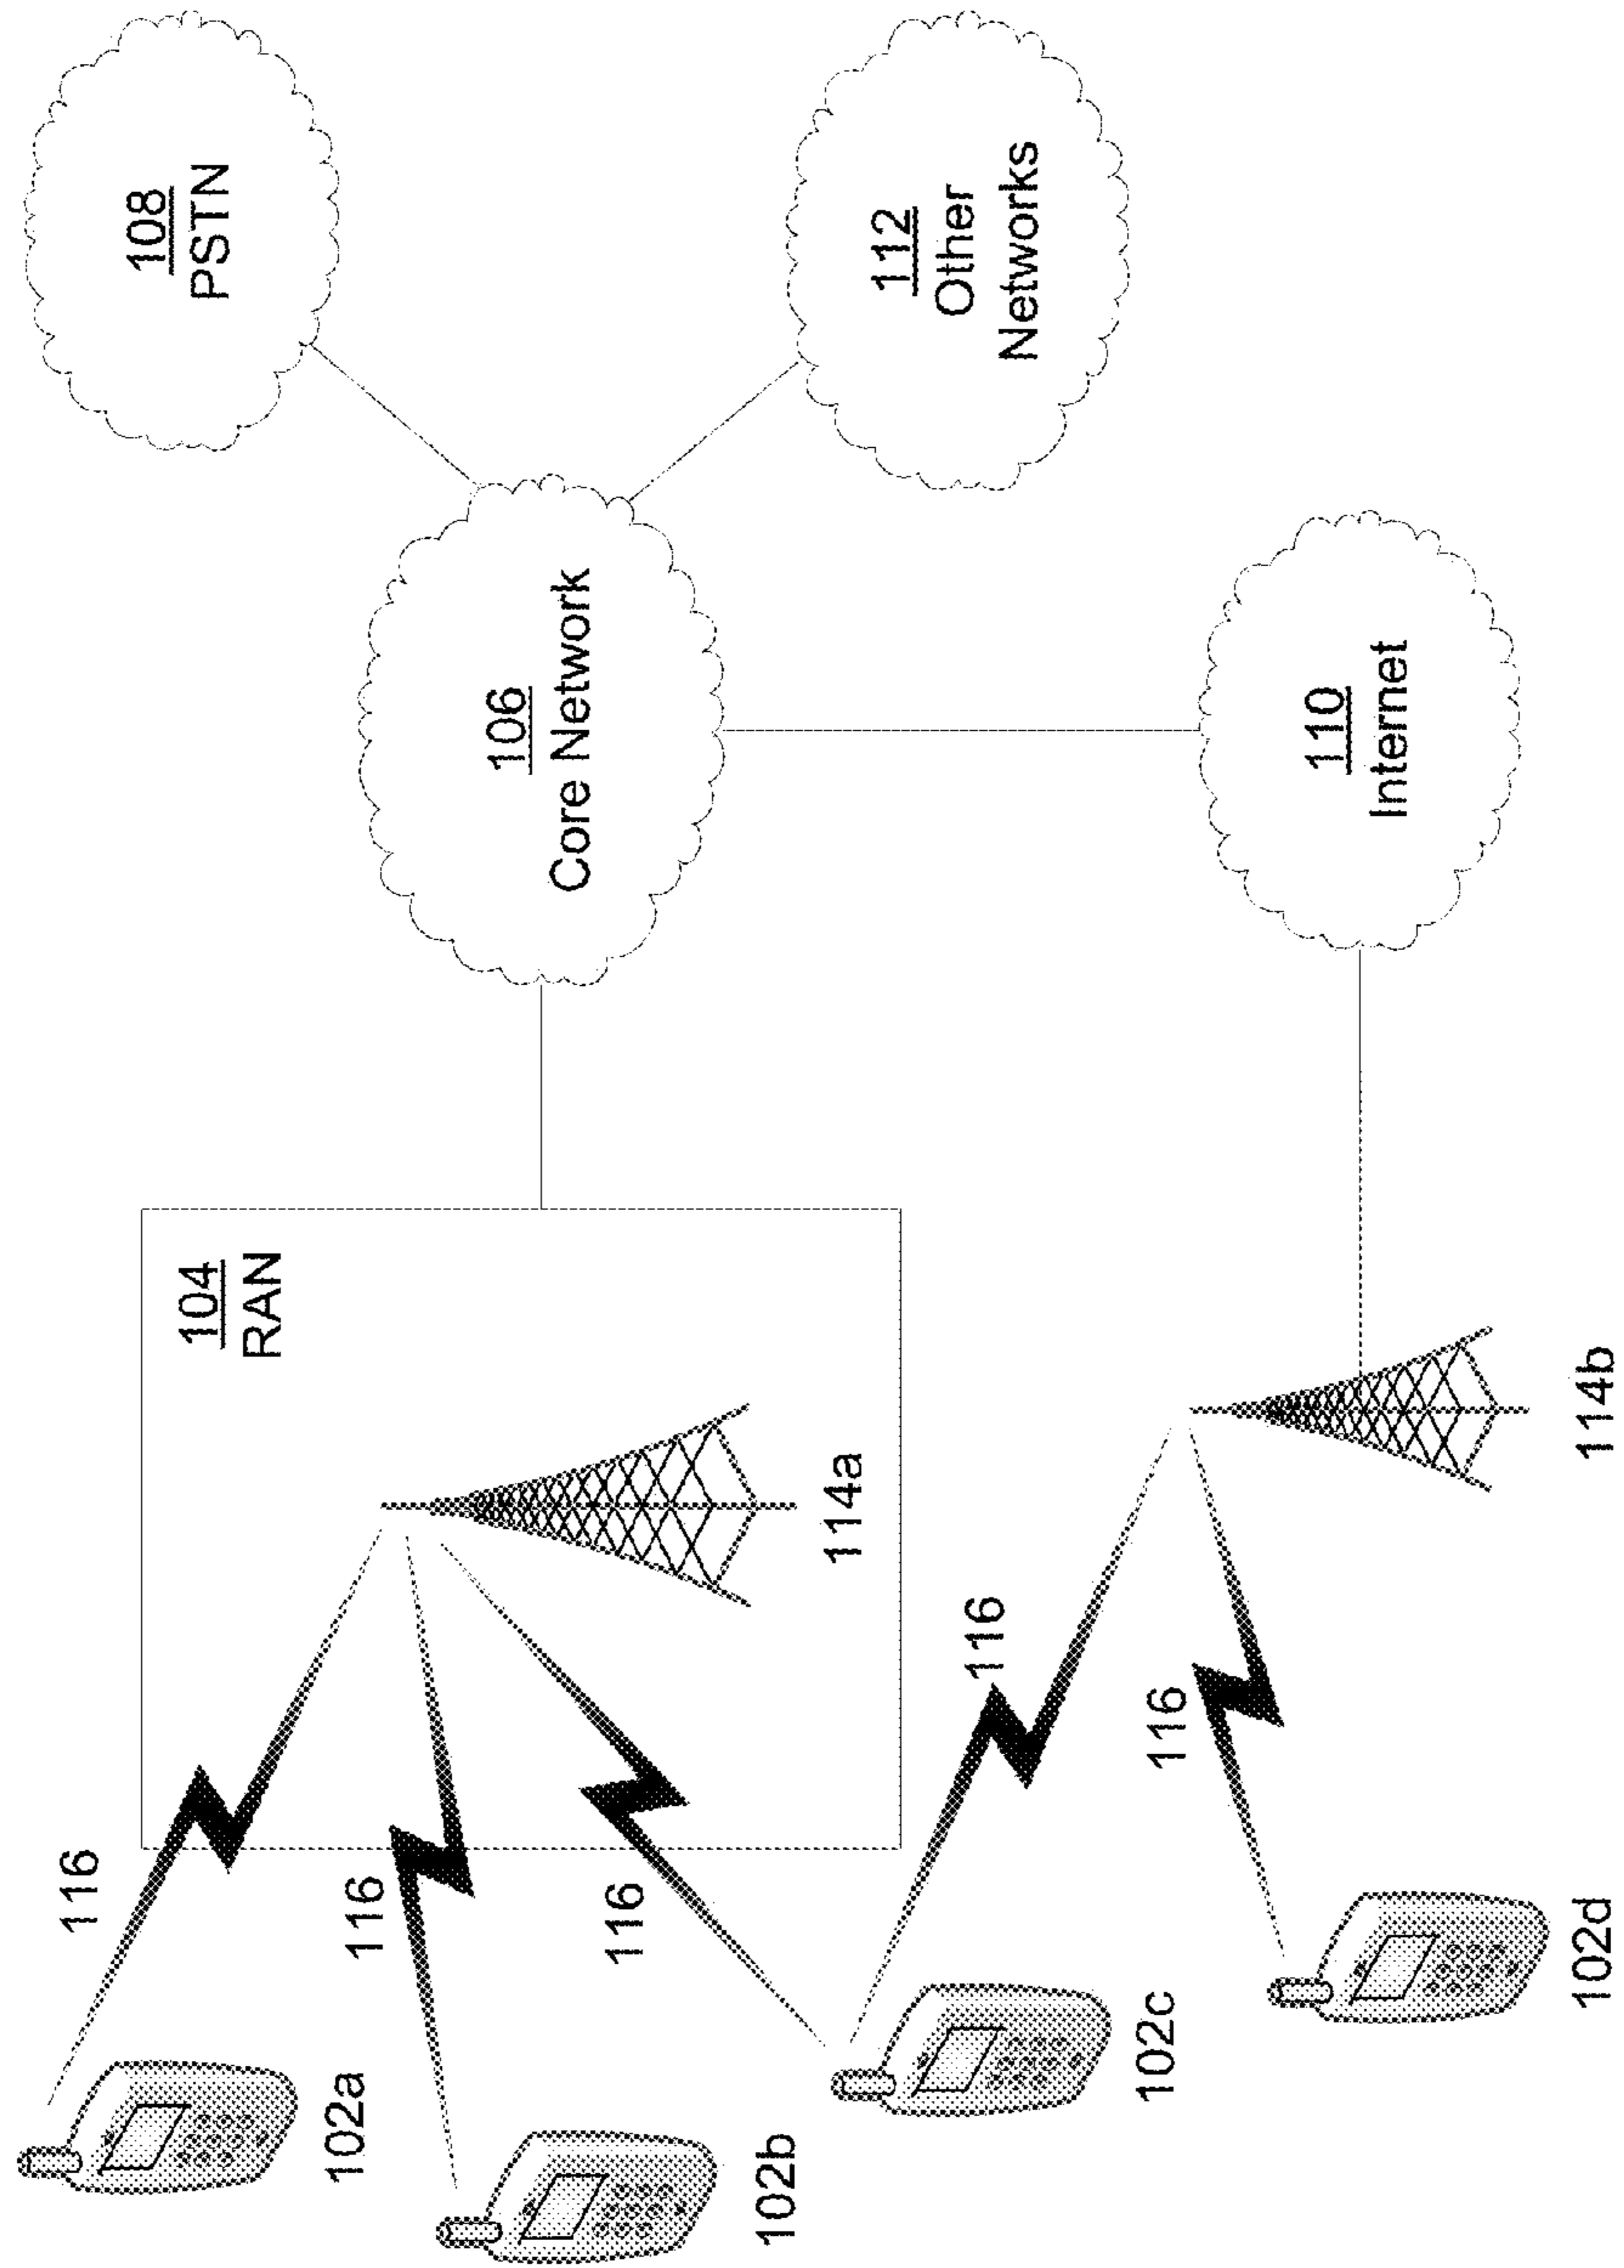 116
102a
116
102b
104
RAN
114a
116
102c
116
116
102d
114b
106
Core Network
108
PSTN
112
Other
Networks
110
Internet